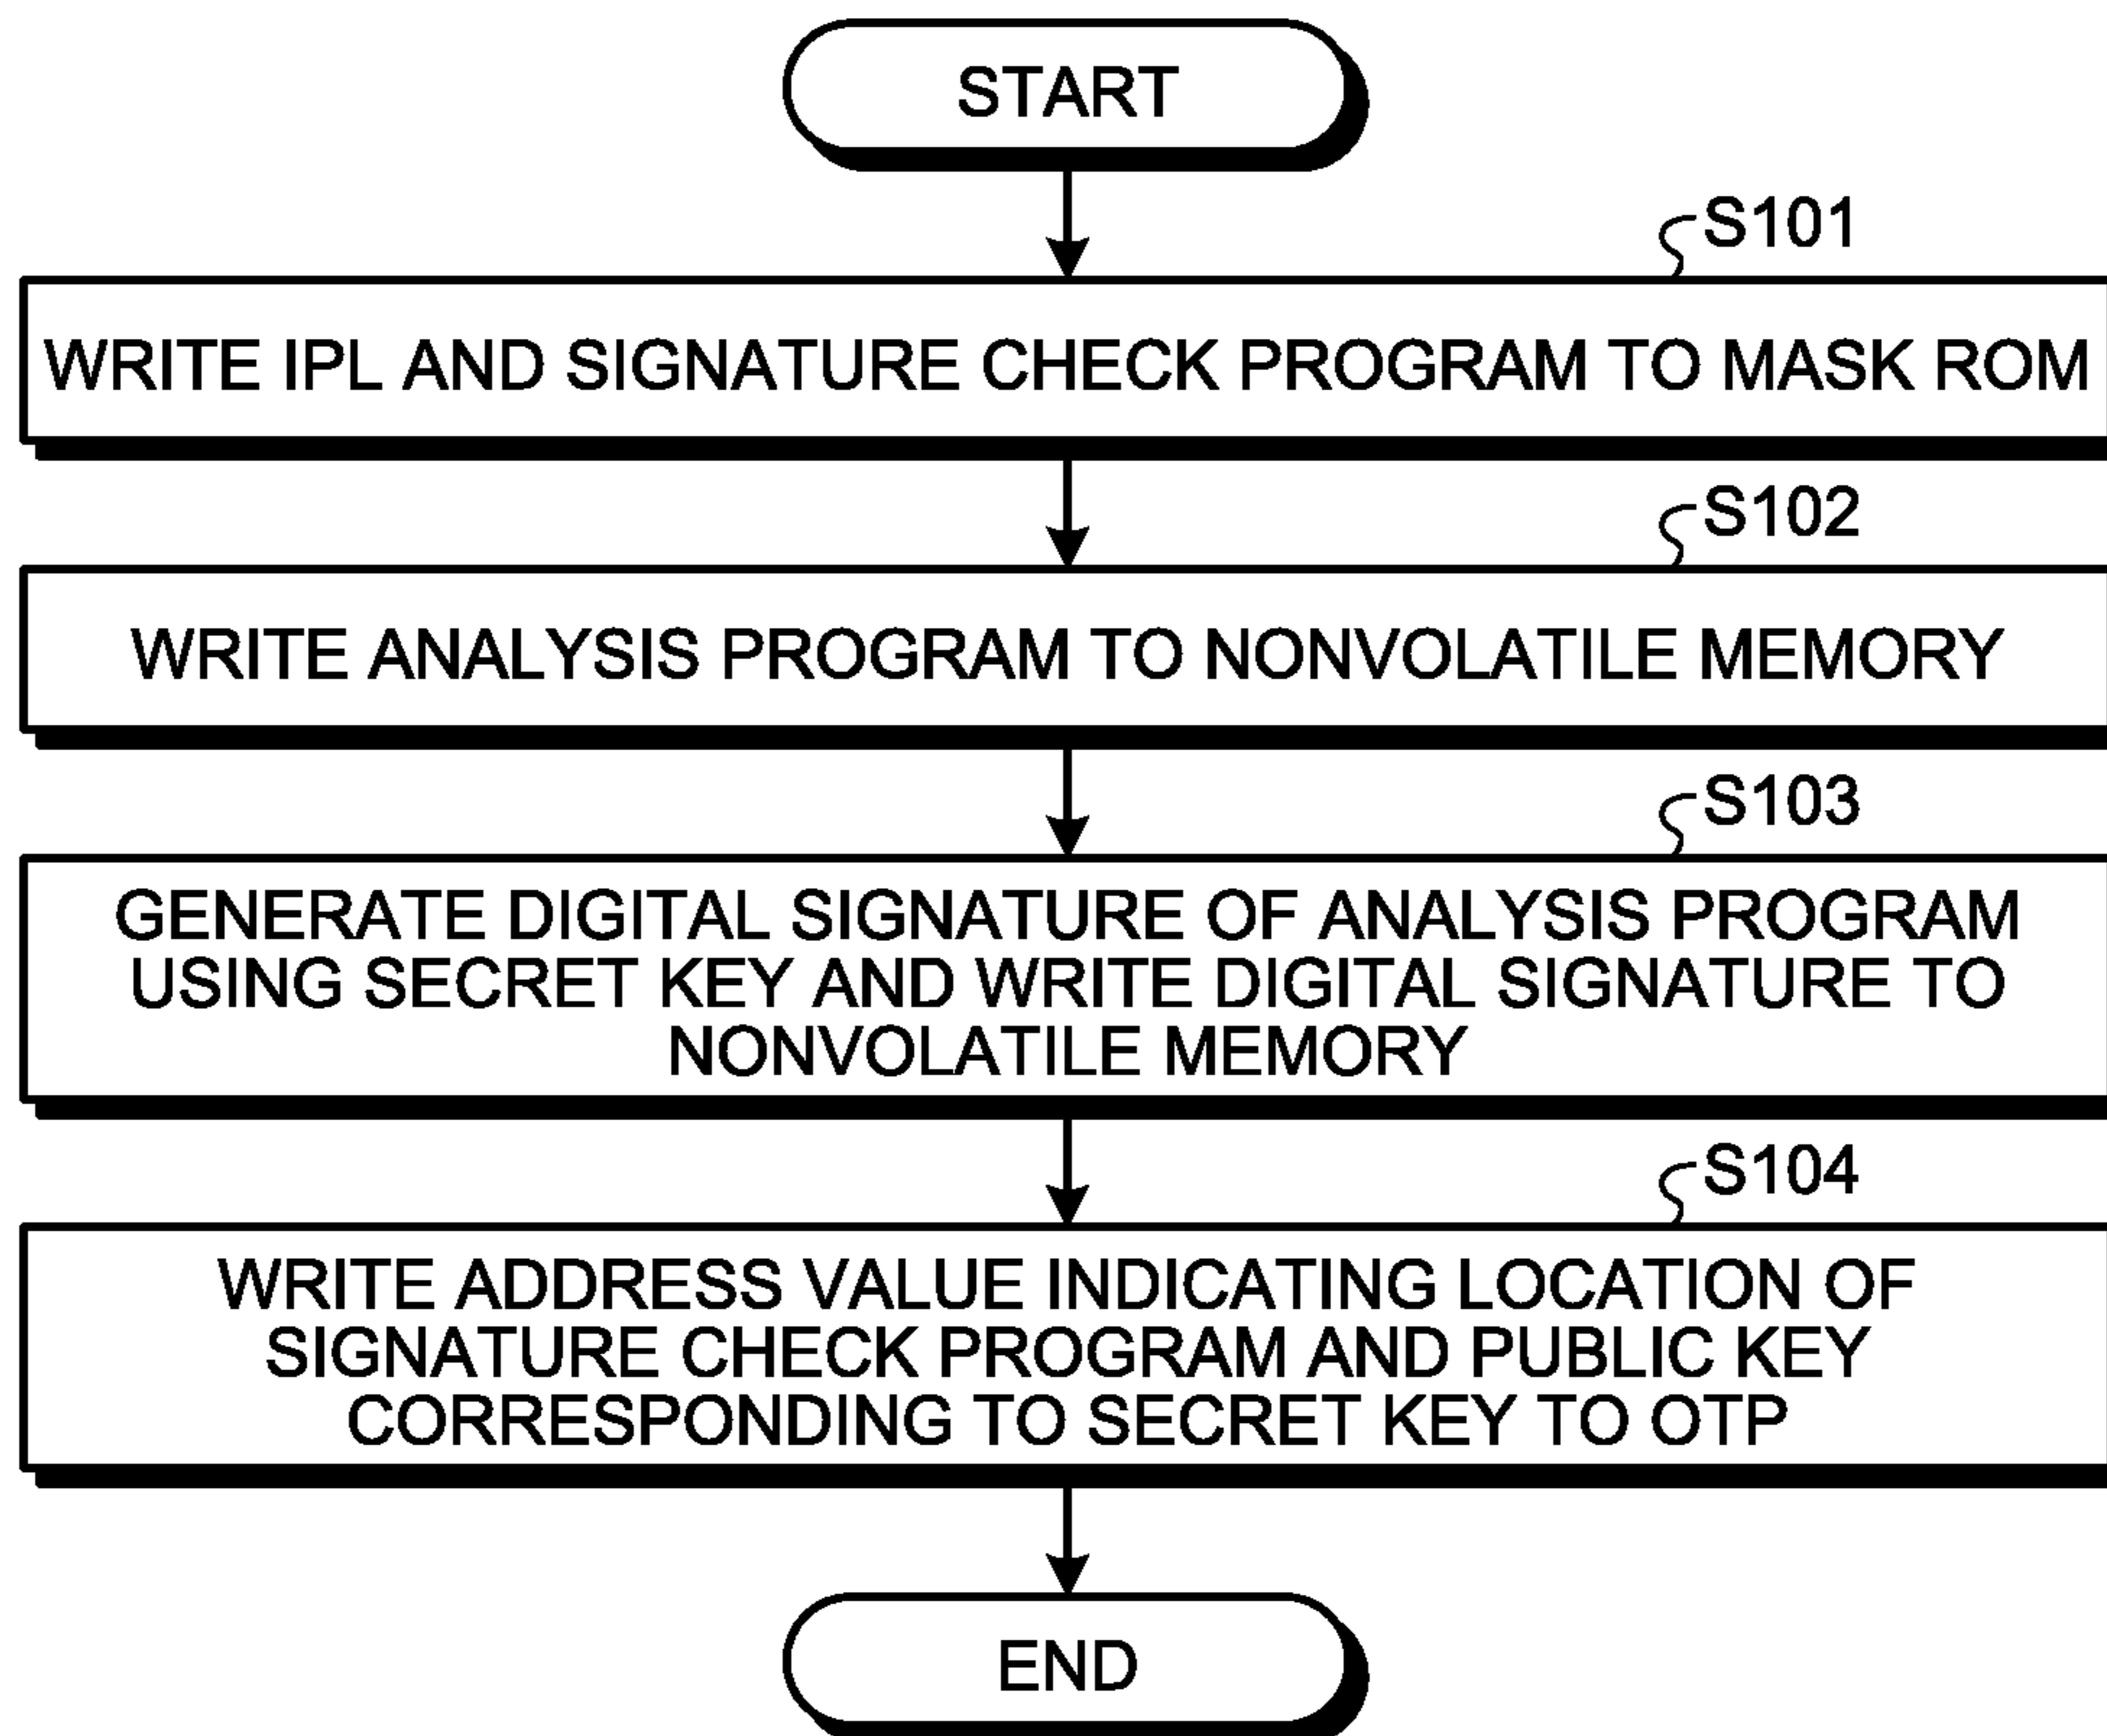 START
S101
WRITE IPL AND SIGNATURE CHECK PROGRAM TO MASK ROM
S102
WRITE ANALYSIS PROGRAM TO NONVOLATILE MEMORY
S103
GENERATE DIGITAL SIGNATURE OF ANALYSIS PROGRAM
USING SECRET KEY AND WRITE DIGITAL SIGNATURE TO
NONVOLATILE MEMORY
S104
WRITE ADDRESS VALUE INDICATING LOCATION OF
SIGNATURE CHECK PROGRAM AND PUBLIC KEY
CORRESPONDING TO SECRET KEY TO OTP
END